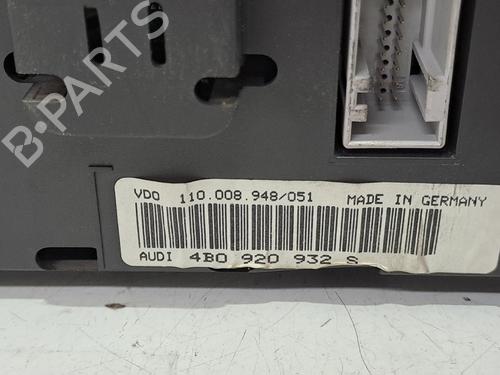 B-PARTS
VDO 110.008.948/051 MADE IN GERMANY
AUDI 4B0 920 932 S